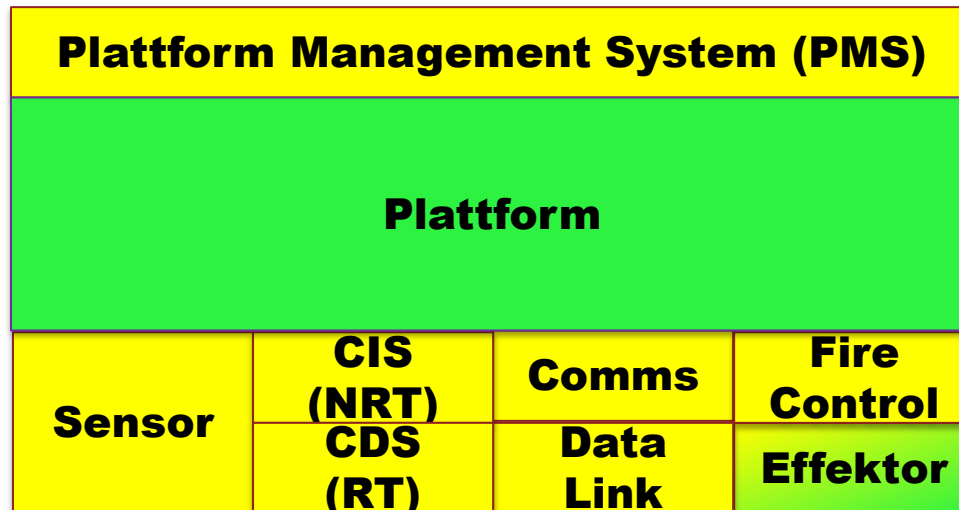 Plattform Management System (PMS)
Plattform
Sensor
CIS
(NRT)
CDS
(RT)
Comms
Data
Link
Fire
Control
Effektor